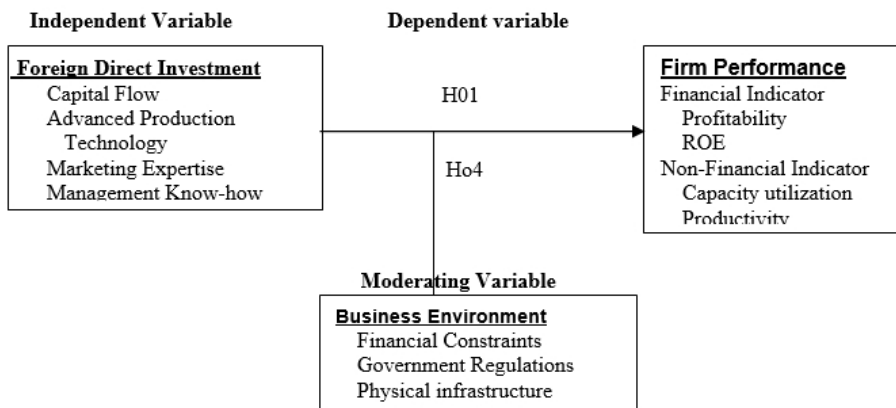 Independent Variable
Dependent variable
Foreign Direct Investment
Capital Flow
Advanced Production
Technology
Marketing Expertise
Management Know-how
H01
Ho4
Firm Performance
Financial Indicator
Profitability
ROE
Non-Financial Indicator
Capacity utilization
Productivity
Moderating Variable
Business Environment
Financial Constraints
Government Regulations
Physical infrastructure